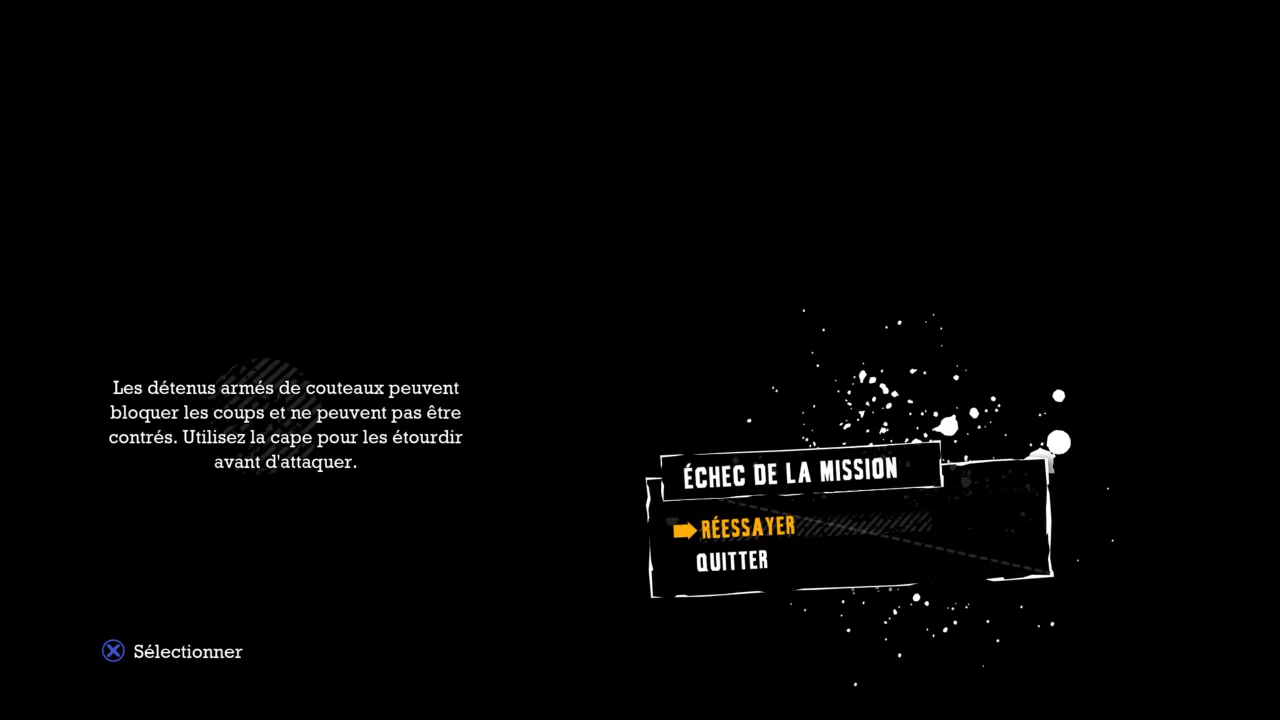 Les détenus armés de couteaux peuvent
bloquer les coups et ne peuvent pas être
contrés. Utilisez la cape pour les étourdir
avant d'attaquer.
ÉCHEC DE LA MISSION
RÉESSAYER
QUITTER
Sélectionner